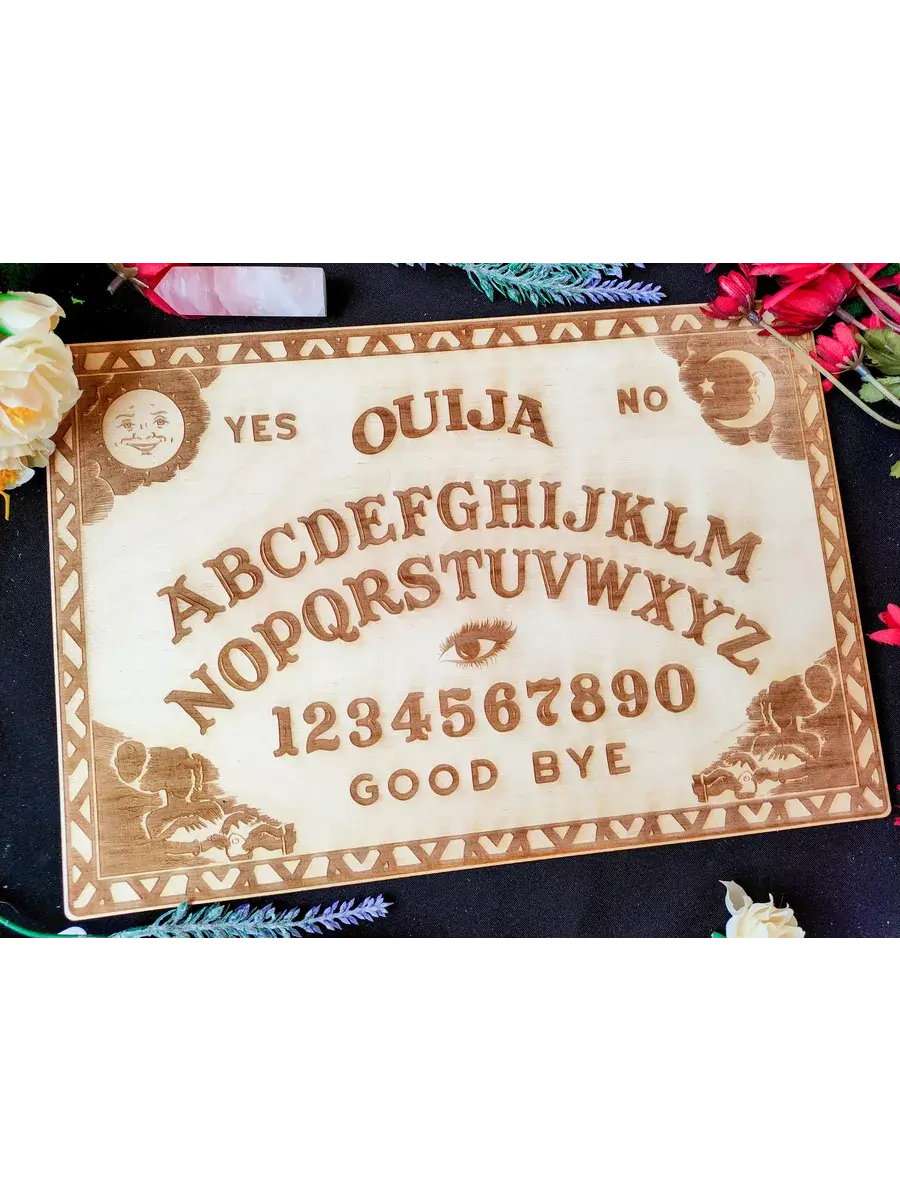 YES OUIJA NO
ABCDEFGHIJKLM
NOPQRSTUVWXYZ
1234567890
GOOD BYE